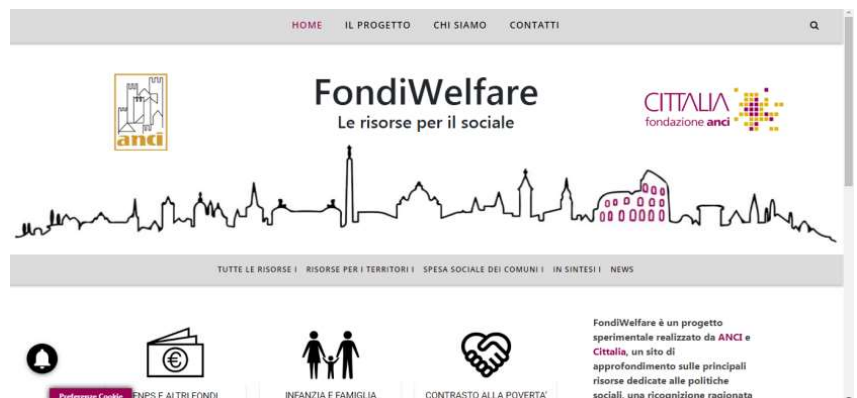 HOME IL PROGETTO CHI SIAMO CONTATTI
anci
FondiWelfare
Le risorse per il sociale
CITTALIA
fondazione anci
TUTTE LE RISORSE I RISORSE PER I TERRITORI I SPESA SOCIALE DEI COMUNI I IN SINTESI I NEWS
FondiWelfare è un progetto
sperimentale realizzato da ANCI e
Cittalia, un sito di
approfondimento sulle principali
risorse dedicate alle politiche
sociali, una ricognizione ragionata
Preferenze Cookie
FNPS E ALTRI FONDI
INFANZIA E FAMIGLIA
CONTRASTO ALLA POVERTA'